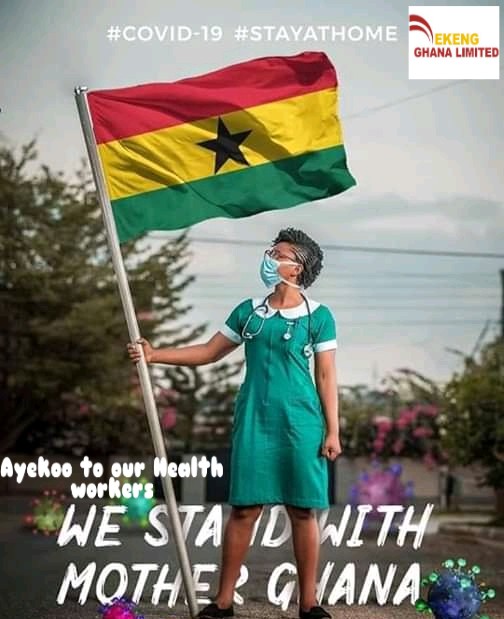 #COVID-19 #STAYATHOME
EKENG
GHANA LIMITED
Ayekoo to our Health
workers
WE STAND WITH
MOTHER GHANA